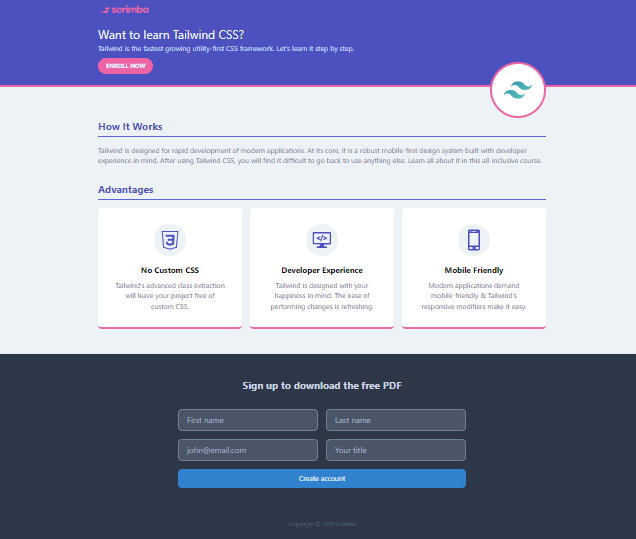 scrimba
Want to learn Tailwind CSS?
Tailwind is the fastest growing utility-first CSS framework. Let's learn it step by step.
ENROLL NOW
How It Works
Tailwind is designed for rapid development of modern applications. At its core, it is a robust mobile-first design system built with developer
experience in mind. After using Tailwind CSS, you will find it difficult to go back to use anything else. Learn all about it in this all-inclusive course.
Advantages
No Custom CSS
Tailwind's advanced class extraction
will leave your project free of
custom CSS.
Developer Experience
Tailwind is designed with your
happiness in mind. The ease of
performing changes is refreshing.
Mobile Friendly
Modern applications demand
mobile-friendly & Tailwind's
responsive modifiers make it easy.
Sign up to download the free PDF
First name
Last name
john@email.com
Your title
Create account
Copyright © 2019 Scrimba